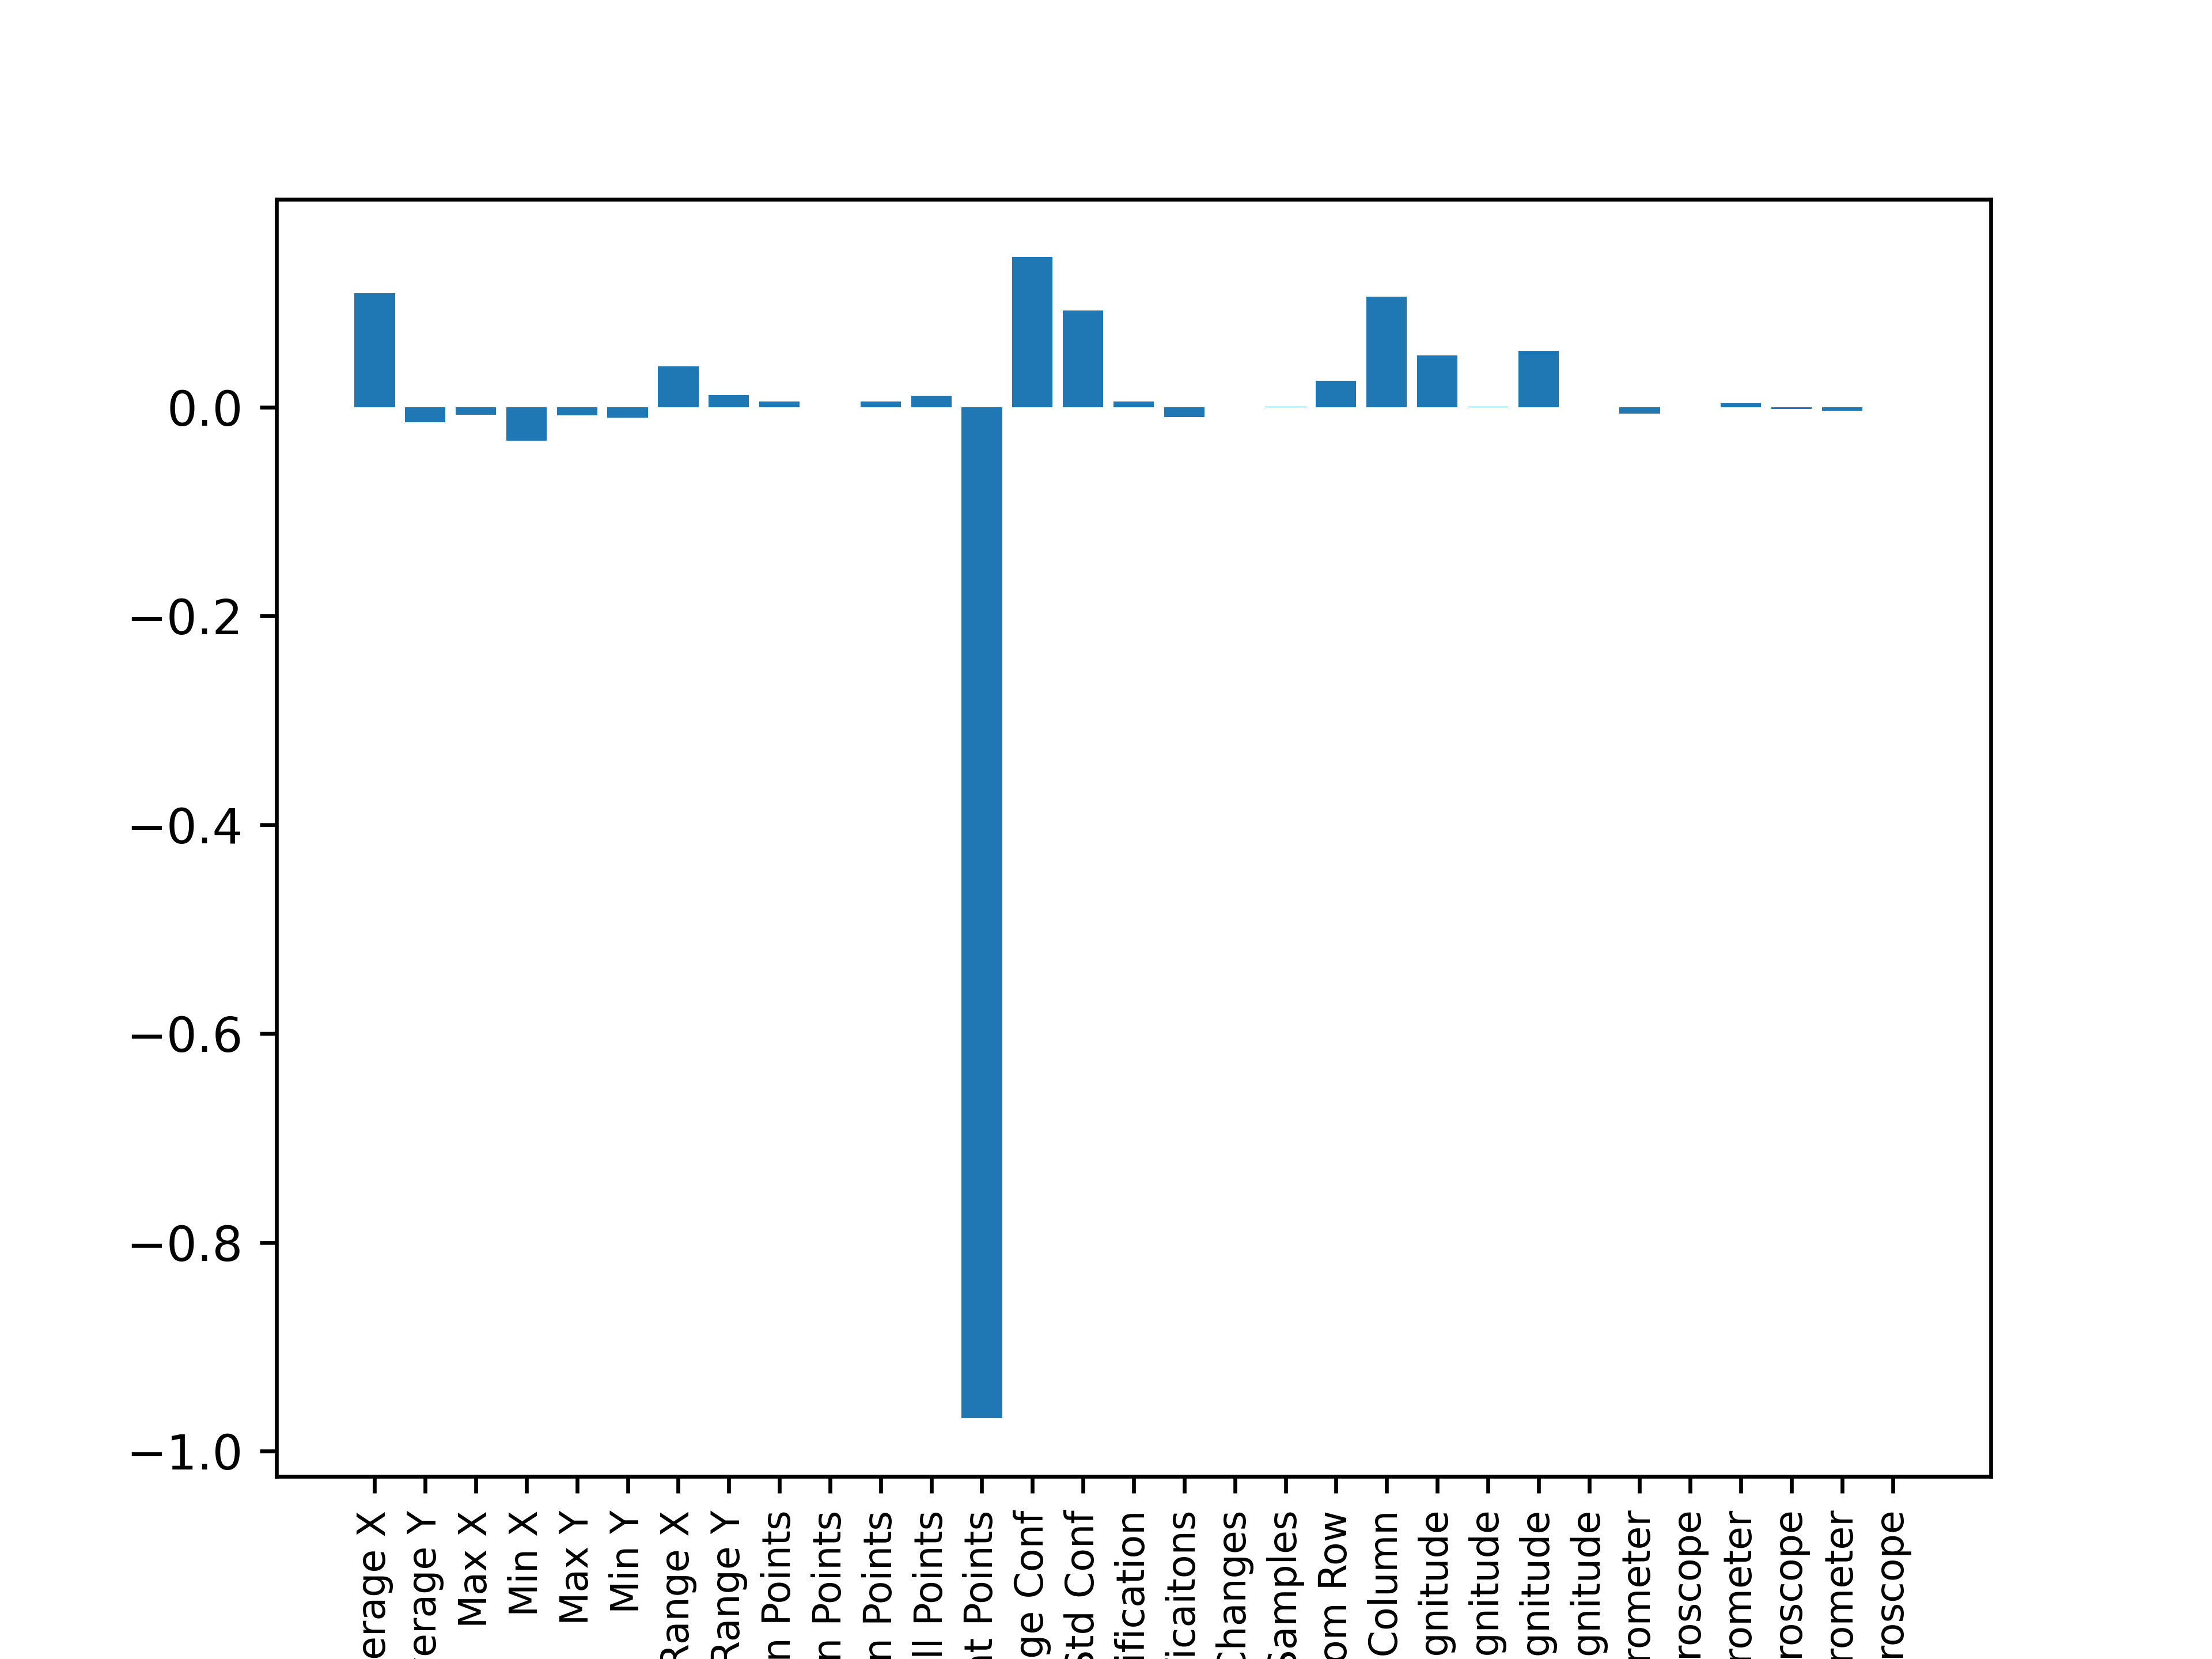 0.0
−0.2
−0.4
−0.6
−0.8
−1.0
erage X
erage Y
Max X
Min X
Max Y
Min Y
Range X
Range Y
n Points
n Points
n Points
ll Points
nt Points
ge Conf
Std Conf
ification
ficaitons
Changes
Samples
om Row
Column
gnitude
gnitude
gnitude
gnitude
rometer
roscope
rometer
roscope
rometer
roscope